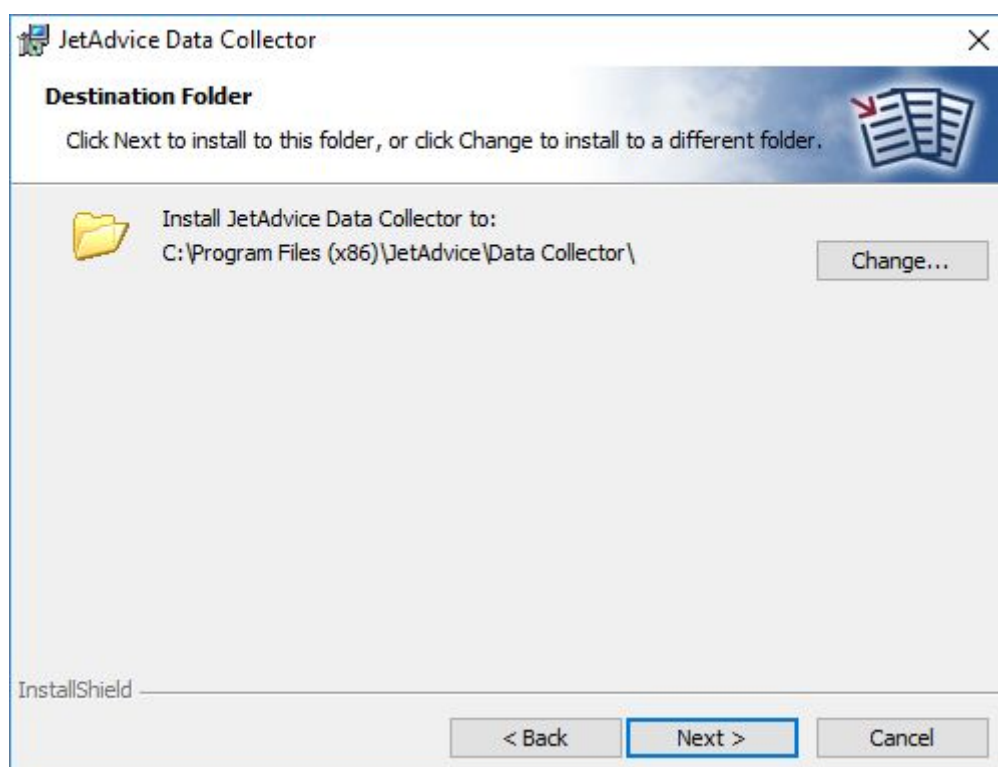 JetAdvice Data Collector
Destination Folder
Click Next to install to this folder, or click Change to install to a different folder.
Install JetAdvice Data Collector to:
C:\Program Files (x86)\JetAdvice\Data Collector\
Change...
InstallShield
< Back
Next >
Cancel